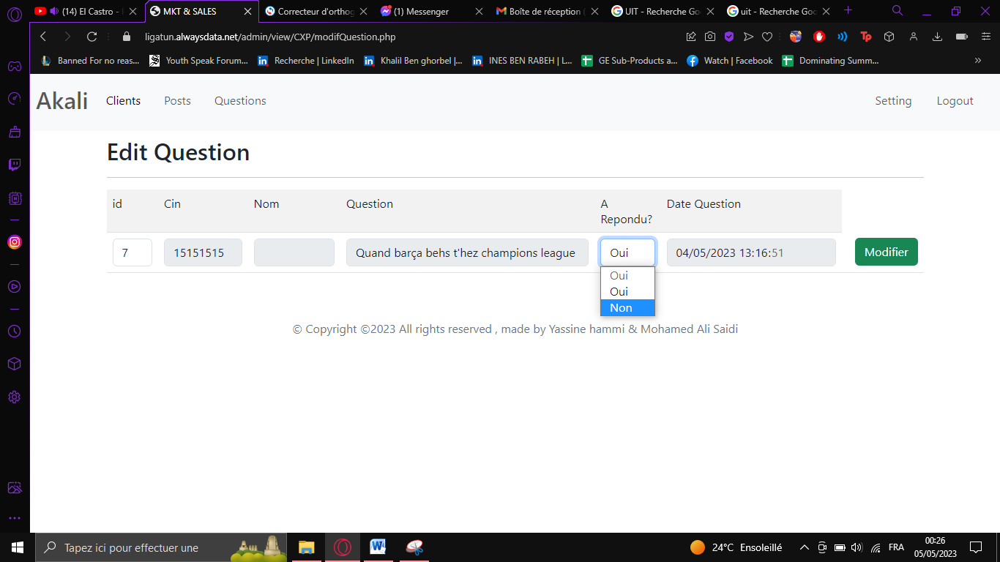 (14) El Castro -
MKT & SALES
Correcteur d'orthog
(1) Messenger
Boîte de réception (
UIT - Recherche Goo
uit - Recherche Goo
ligatun.alwaysdata.net/admin/view/CXP/modifQuestion.php
Banned For no reas...
Youth Speak Forum...
Recherche | LinkedIn
Khalil Ben ghorbel |...
INES BEN RABEH | L...
GE Sub-Products a...
Watch | Facebook
Dominating Summ...
»
Akali
Clients
Posts
Questions
Setting
Logout
Edit Question
id
Cin
Nom
Question
A
Repondu?
Date Question
7
15151515
Quand barça behs t'hez champions league
Oui
04/05/2023 13:16:51
Modifier
Oui
Oui
Non
© Copyright ©2023 All rights reserved , made by Yassine hammi & Mohamed Ali Saidi
Tapez ici pour effectuer une
24°C Ensoleillé
FRA
00:26
05/05/2023